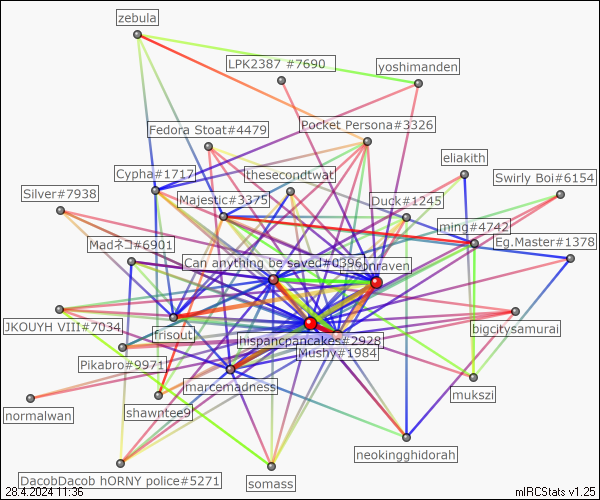 zebula
LPK2387 #7690
yoshimanden
Fedora Stoat#4479
Pocket Persona#3326
eliakith
Cypha#1717
thesecondtwat
Swirly Boi#6154
Silver#7938
Majestic#3375
Duck#1245
ming#4742
MadネJ#6901
Eg.Master#1378
Can anything be saved#0396
nraven
JKOUYH VIII#7034
frisout
bigcitysamurai
hispancpancakes#2928
Mushy#1984
Pikabro#9971
marcemadness
mukszi
normalwan
shawntee9
neokingghidorah
DacobDacob hORNY police#5271
somass
28.4.2024 11:36
mIRCStats v1.25